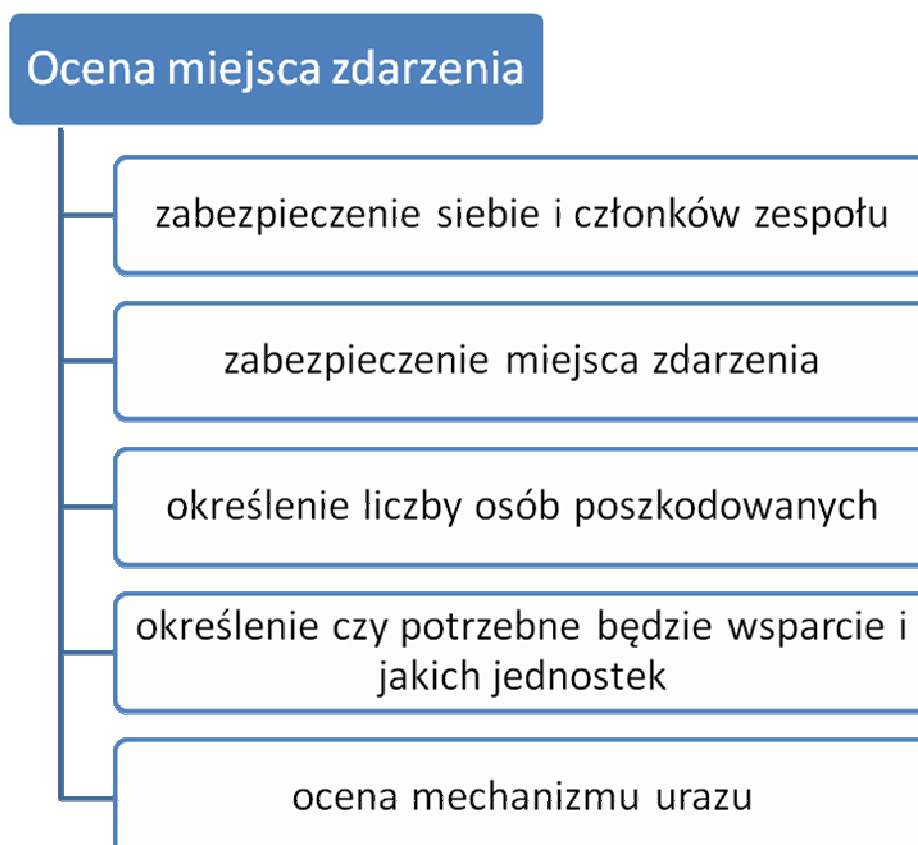 Ocena miejsca zdarzenia
zabezpieczenie siebie i członków zespołu
zabezpieczenie miejsca zdarzenia
określenie liczby osób poszkodowanych
określenie czy potrzebne będzie wsparcie i
jakich jednostek
ocena mechanizmu urazu